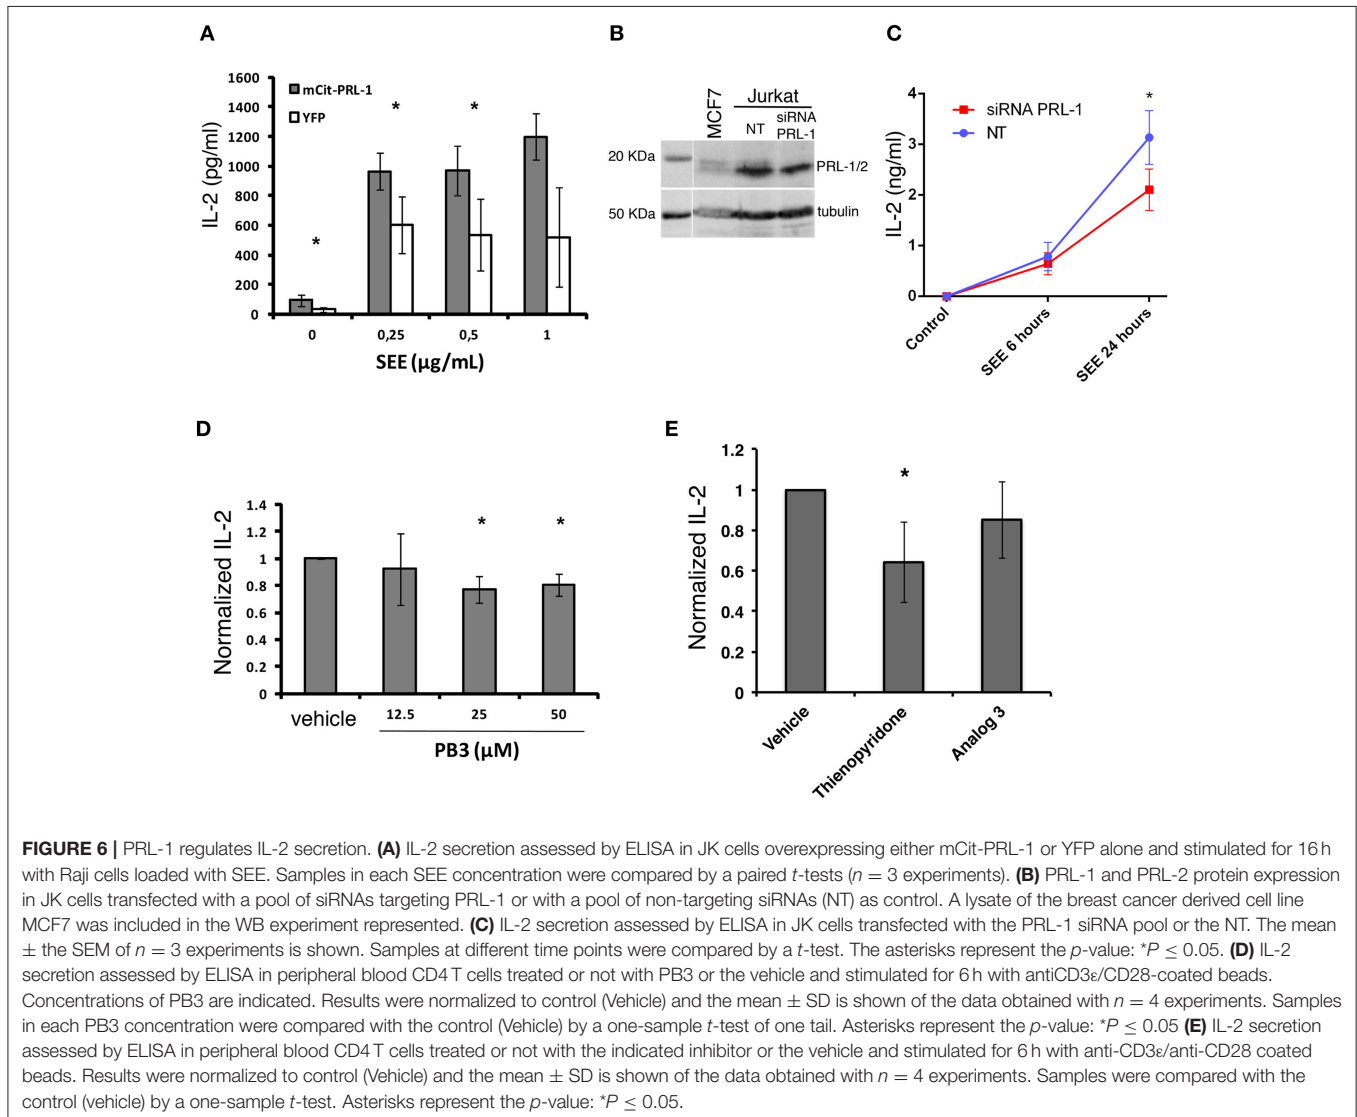 A
1600
1400
1200
1000
800
600
400
200
0
IL-2 (pg/ml)
mCit-PRL-1
YFP
*
*
*
0
0,25
0,5
1
SEE (µg/mL)
B
MCF7
Jurkat
NT
siRNA
PRL-1
20 KDa
PRL-1/2
50 KDa
tubulin
C
4
3
2
1
0
IL-2 (ng/ml)
siRNA PRL-1
NT
*
Control
SEE 6 hours
SEE 24 hours
D
1.4
1.2
1
0.8
0.6
0.4
0.2
0
Normalized IL-2
*
*
vehicle
12.5
25
50
PB3 (µM)
E
1.2
1
0.8
0.6
0.4
0.2
0
Normalized IL-2
*
Vehicle
Thienopyridone
Analog 3
FIGURE 6 | PRL-1 regulates IL-2 secretion. (A) IL-2 secretion assessed by ELISA in JK cells overexpressing either mCit-PRL-1 or YFP alone and stimulated for 16 h
with Raji cells loaded with SEE. Samples in each SEE concentration were compared by a paired t-tests (n = 3 experiments). (B) PRL-1 and PRL-2 protein expression
in JK cells transfected with a pool of siRNAs targeting PRL-1 or with a pool of non-targeting siRNAs (NT) as control. A lysate of the breast cancer derived cell line
MCF7 was included in the WB experiment represented. (C) IL-2 secretion assessed by ELISA in JK cells transfected with the PRL-1 siRNA pool or the NT. The mean
± the SEM of n = 3 experiments is shown. Samples at different time points were compared by a t-test. The asterisks represent the p-value: *P ≤ 0.05. (D) IL-2
secretion assessed by ELISA in peripheral blood CD4 T cells treated or not with PB3 or the vehicle and stimulated for 6 h with antiCD3ε/CD28-coated beads.
Concentrations of PB3 are indicated. Results were normalized to control (Vehicle) and the mean ± SD is shown of the data obtained with n = 4 experiments. Samples
in each PB3 concentration were compared with the control (Vehicle) by a one-sample t-test of one tail. Asterisks represent the p-value: *P ≤ 0.05 (E) IL-2 secretion
assessed by ELISA in peripheral blood CD4 T cells treated or not with the indicated inhibitor or the vehicle and stimulated for 6 h with anti-CD3ε/anti-CD28 coated
beads. Results were normalized to control (Vehicle) and the mean ± SD is shown of the data obtained with n = 4 experiments. Samples were compared with the
control (vehicle) by a one-sample t-test. Asterisks represent the p-value: *P ≤ 0.05.